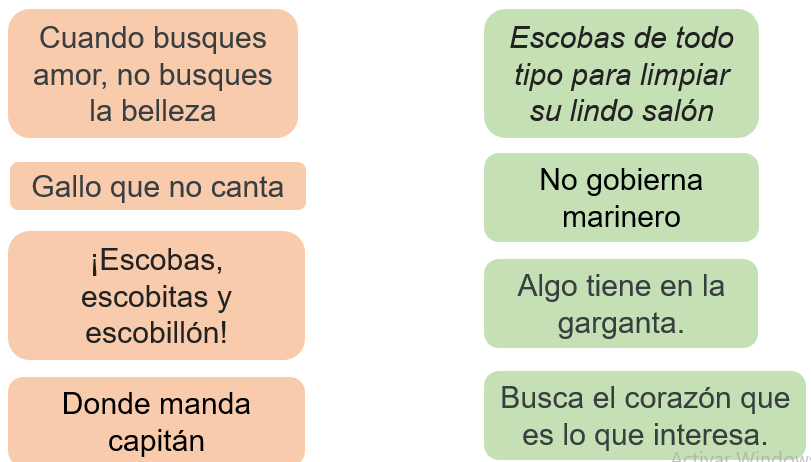 Cuando busques
amor, no busques
la belleza
Gallo que no canta
¡Escobas,
escobitas y
escobillón!
Donde manda
capitán
Escobas de todo
tipo para limpiar
su lindo salón
No gobierna
marinero
Algo tiene en la
garganta.
Busca el corazón que
es lo que interesa.
Activar Windows